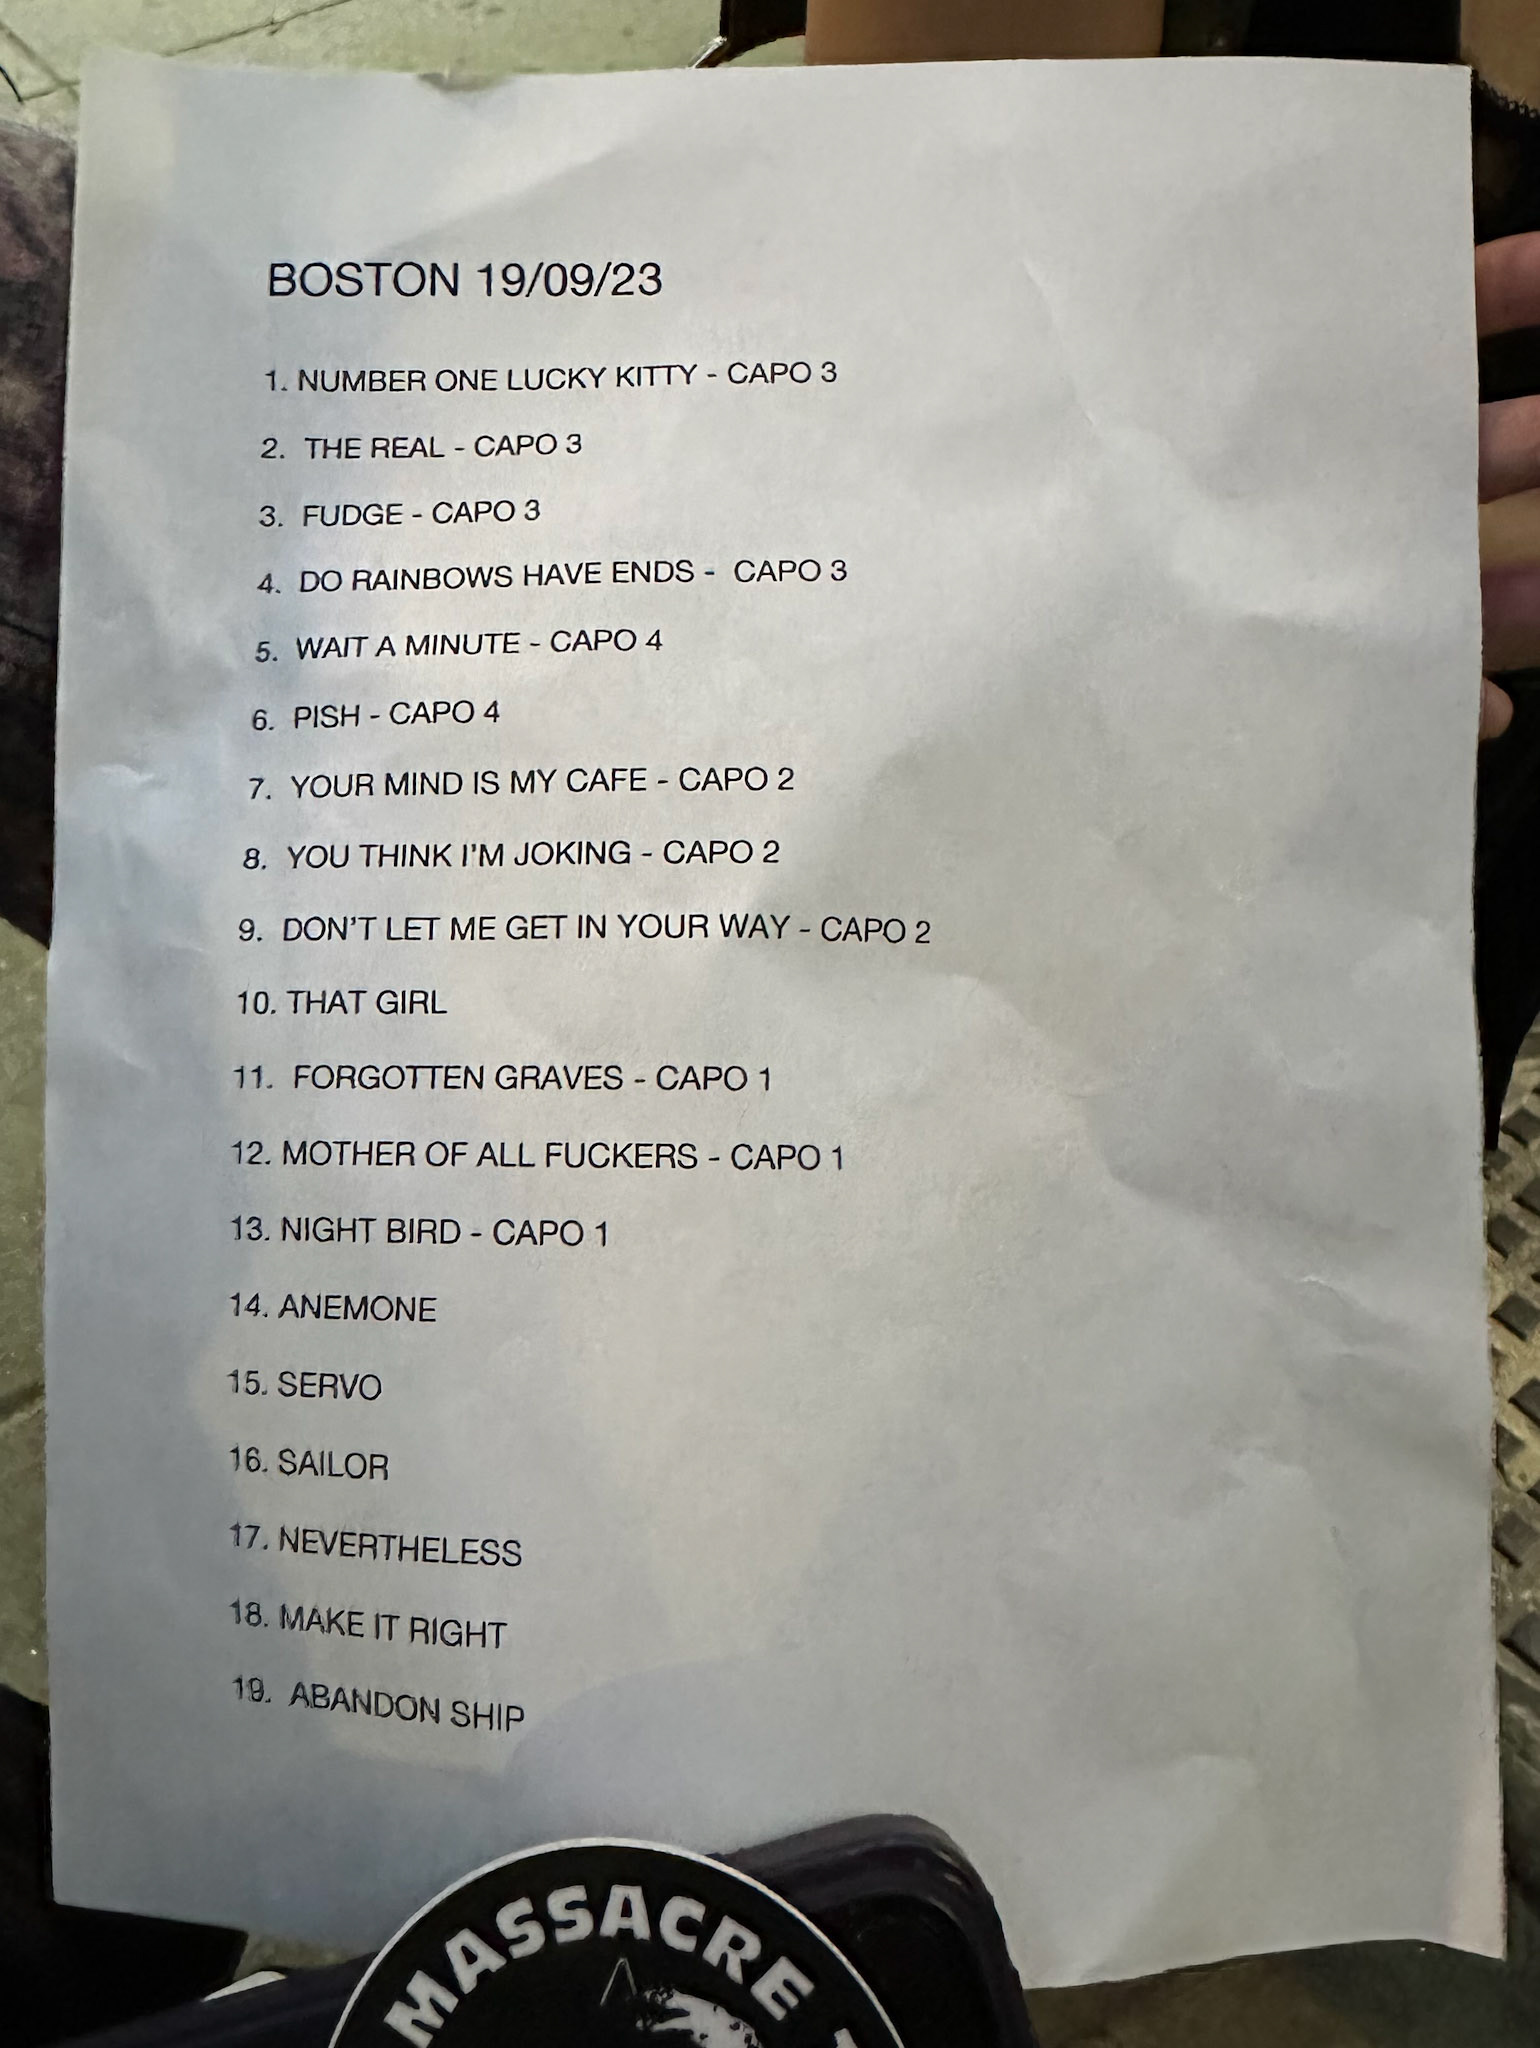 BOSTON 19/09/23
1. NUMBER ONE LUCKY KITTY - CAPO 3
2. THE REAL - CAPO 3
3. FUDGE - CAPO 3
4. DO RAINBOWS HAVE ENDS - CAPO 3
5. WAIT A MINUTE - CAPO 4
6. PISH - CAPO 4
7. YOUR MIND IS MY CAFE - CAPO 2
8. YOU THINK I'M JOKING - CAPO 2
9. DON'T LET ME GET IN YOUR WAY - CAPO 2
10. THAT GIRL
11. FORGOTTEN GRAVES - CAPO 1
12. MOTHER OF ALL FUCKERS - CAPO 1
13. NIGHT BIRD - CAPO 1
14. ANEMONE
15. SERVO
16. SAILOR
17. NEVERTHELESS
18. MAKE IT RIGHT
19. ABANDON SHIP
MASSACRE